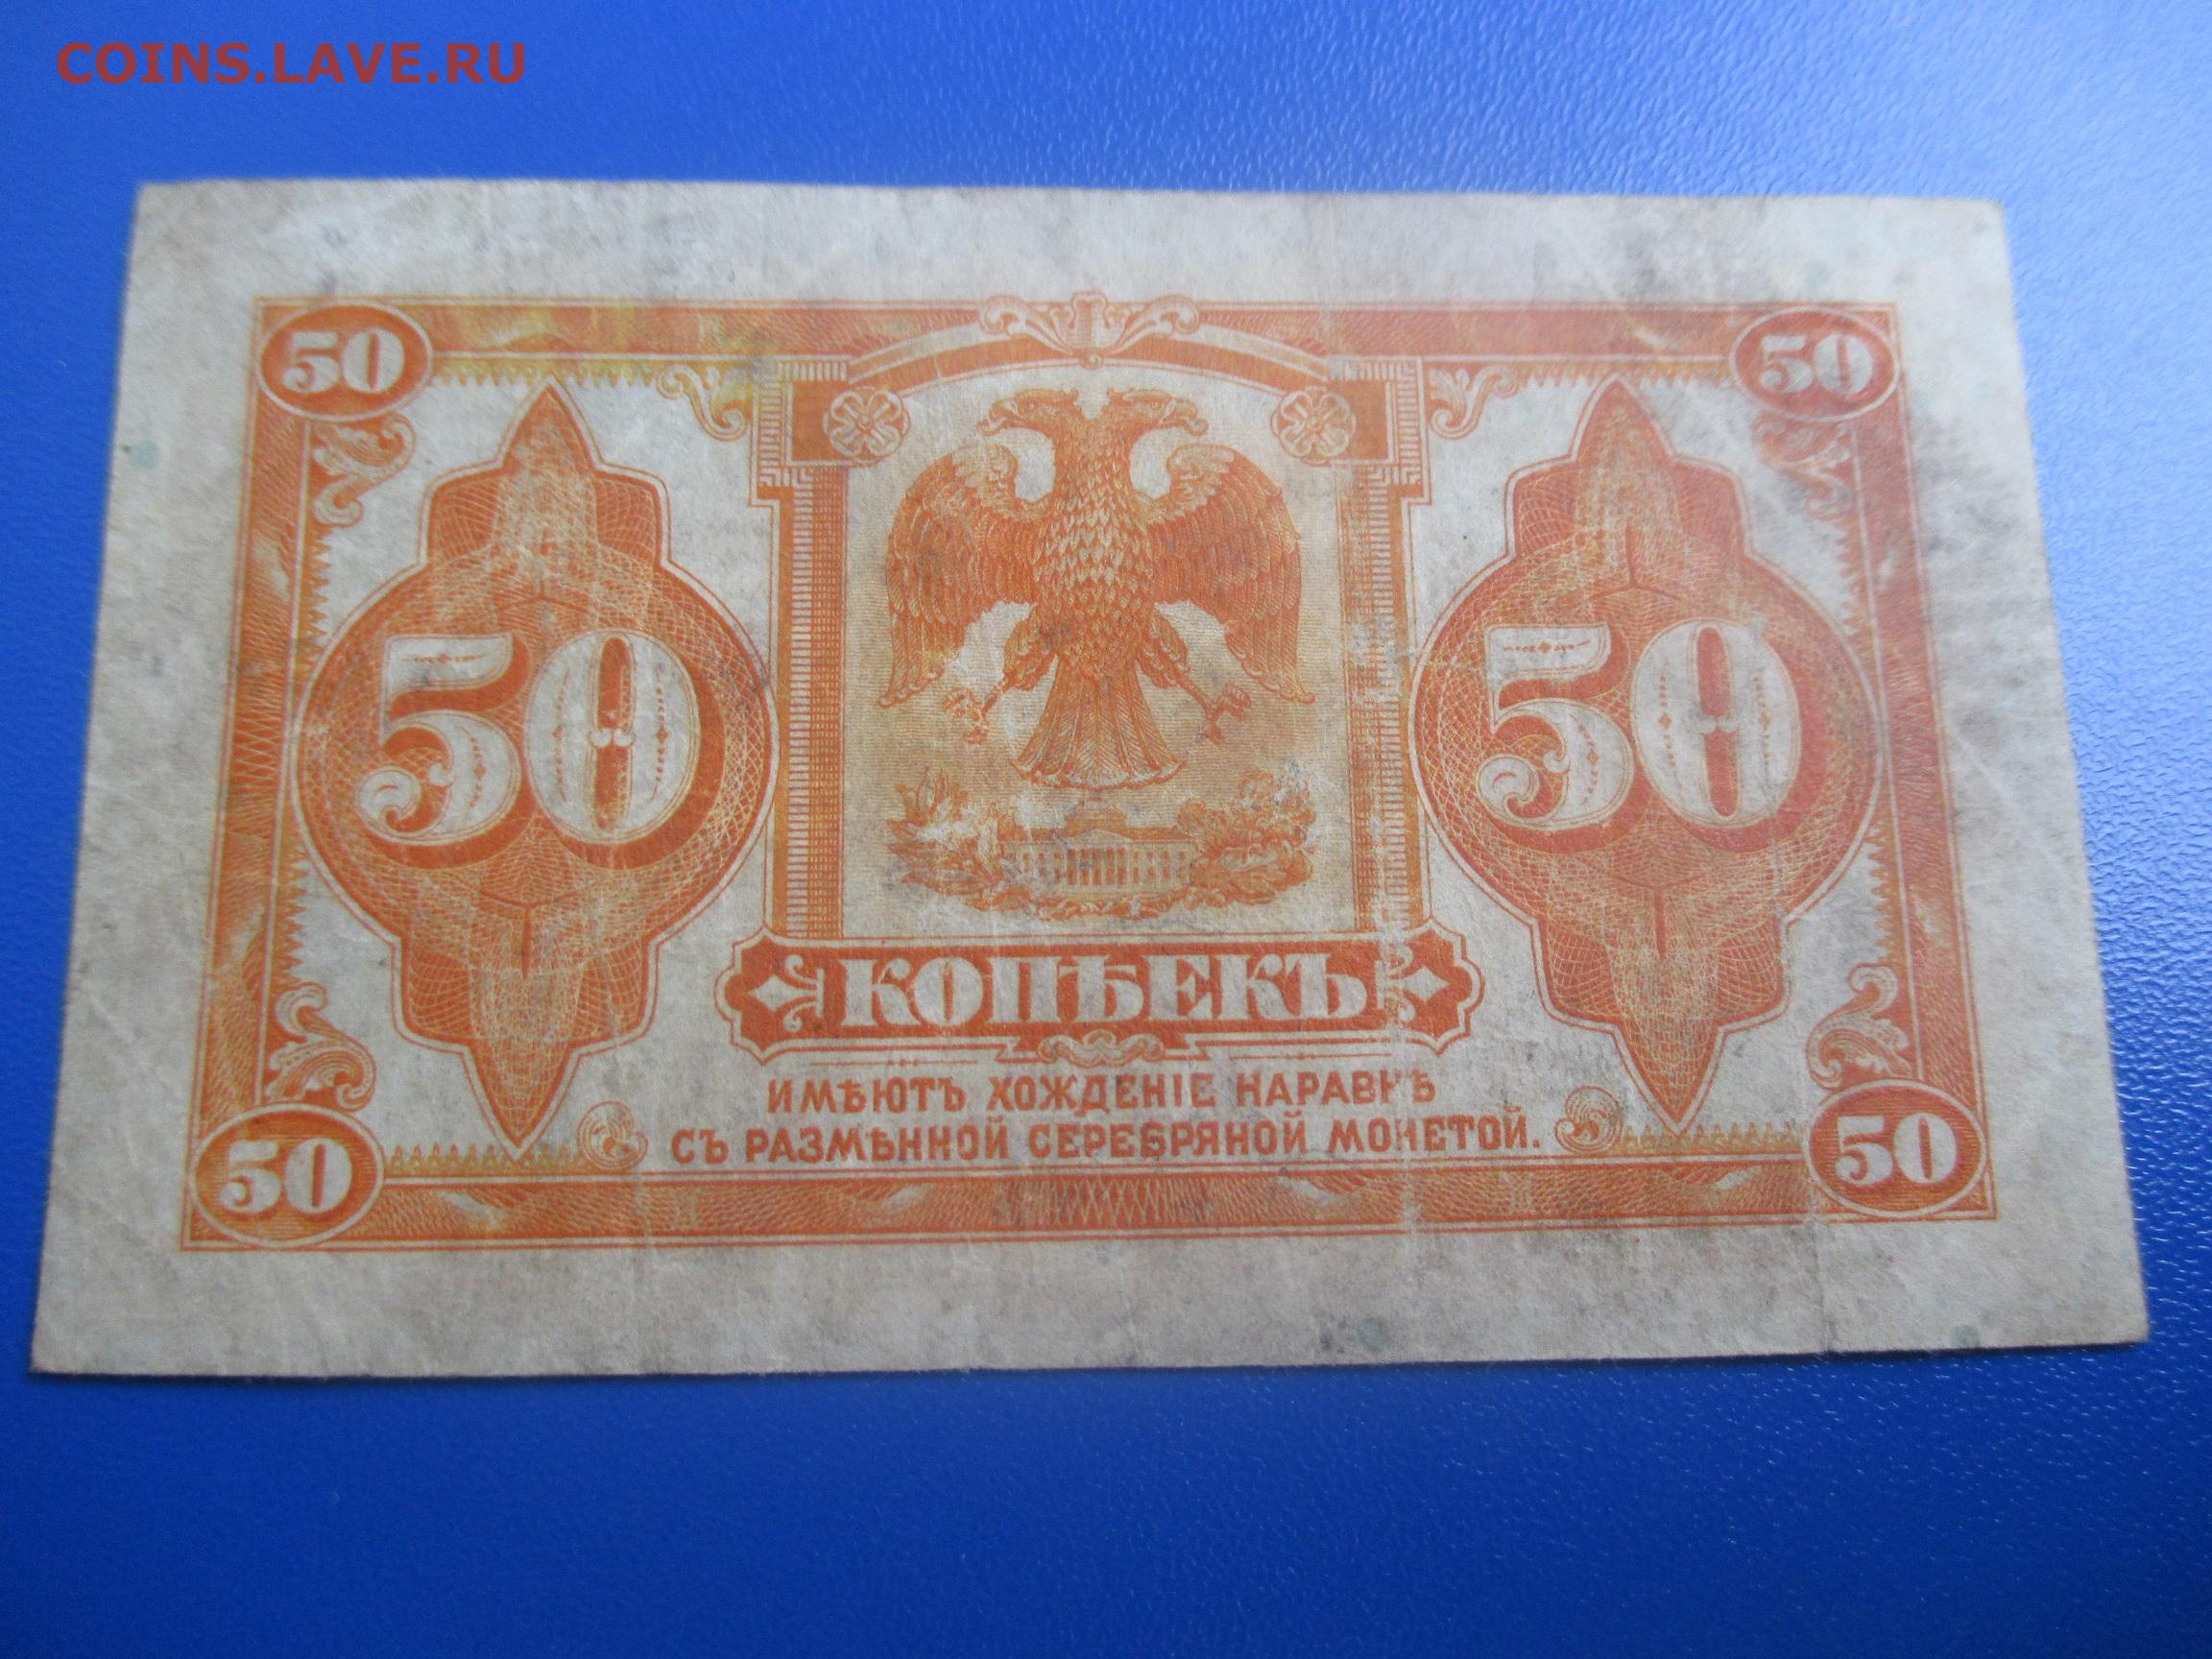 COINS.LAVE.RU
50 50
50 50
КОПѢЕКЪ
ИМѢЮТЪ ХОЖДЕНІЕ НАРАВНѢ
СЪ РАЗМѢННОЙ СЕРЕБРЯНОЙ МОНЕТОЙ.
50 50